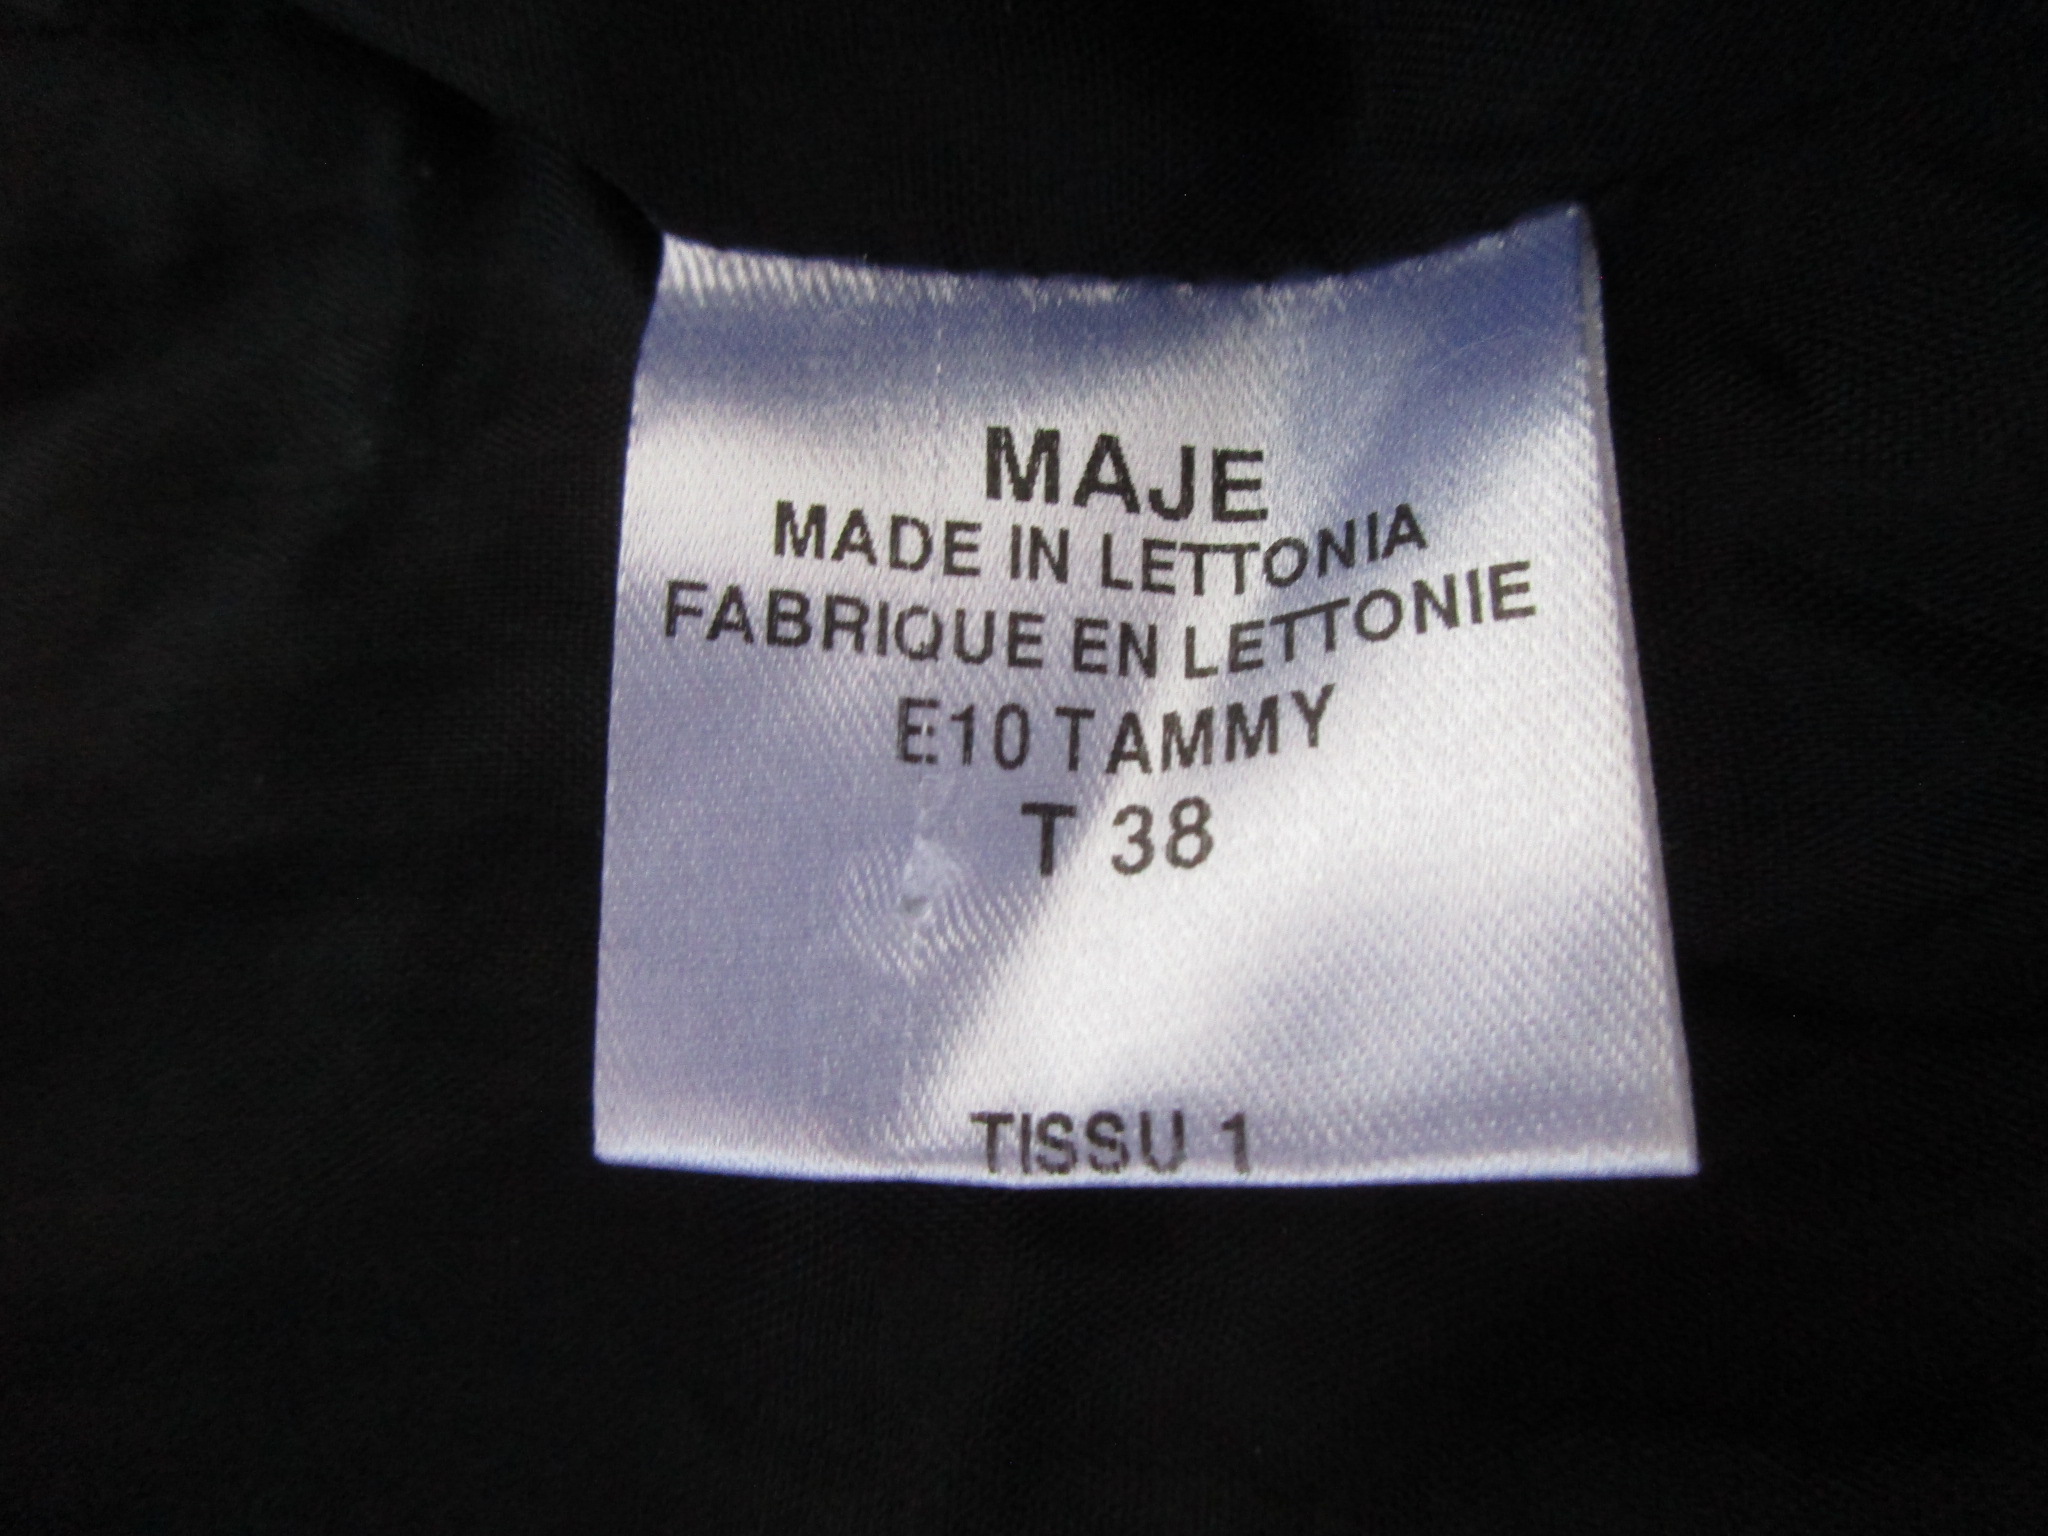 MAJE
MADE IN LETTONIA
FABRIQUE EN LETTONIE
E10 TAMMY
T 38
TISSU 1